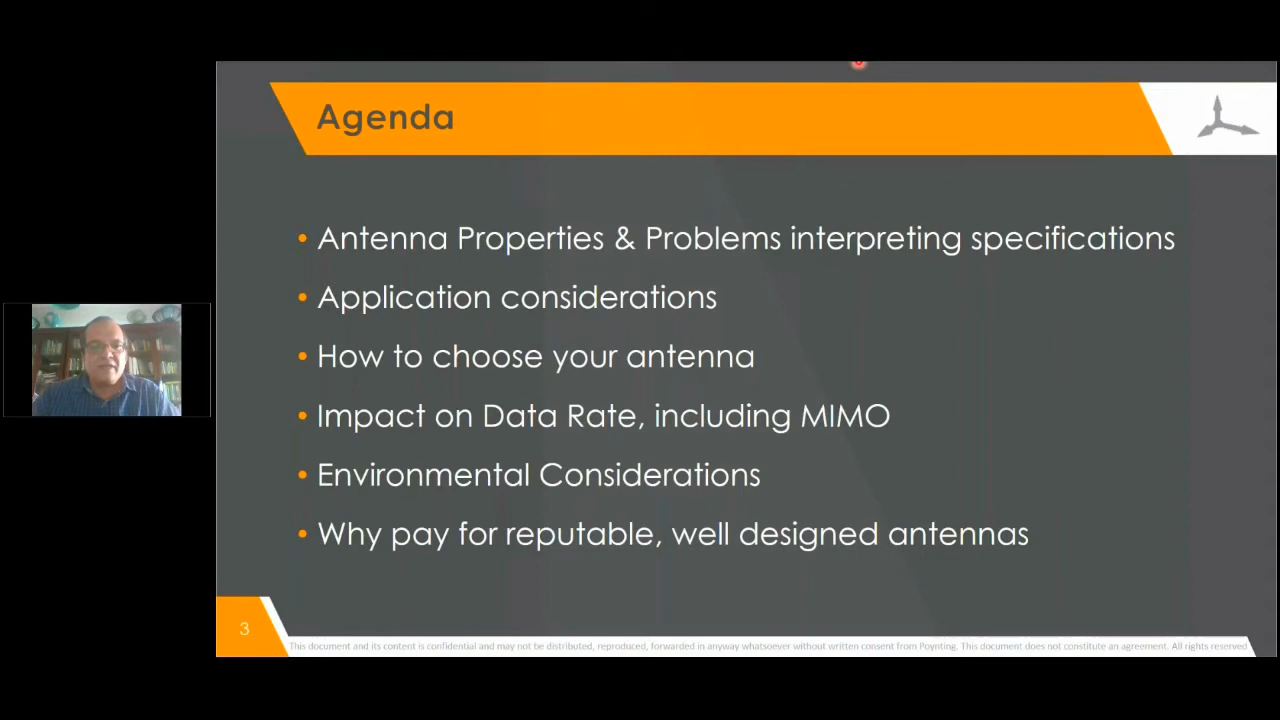 Agenda
• Antenna Properties & Problems interpreting specifications
• Application considerations
• How to choose your antenna
• Impact on Data Rate, including MIMO
• Environmental Considerations
• Why pay for reputable, well designed antennas
3
This document and its content is confidential and may not be distributed, reproduced, forwarded in anyway whatsoever without written consent from Poynting. This document does not constitute an agreement. All rights reserved